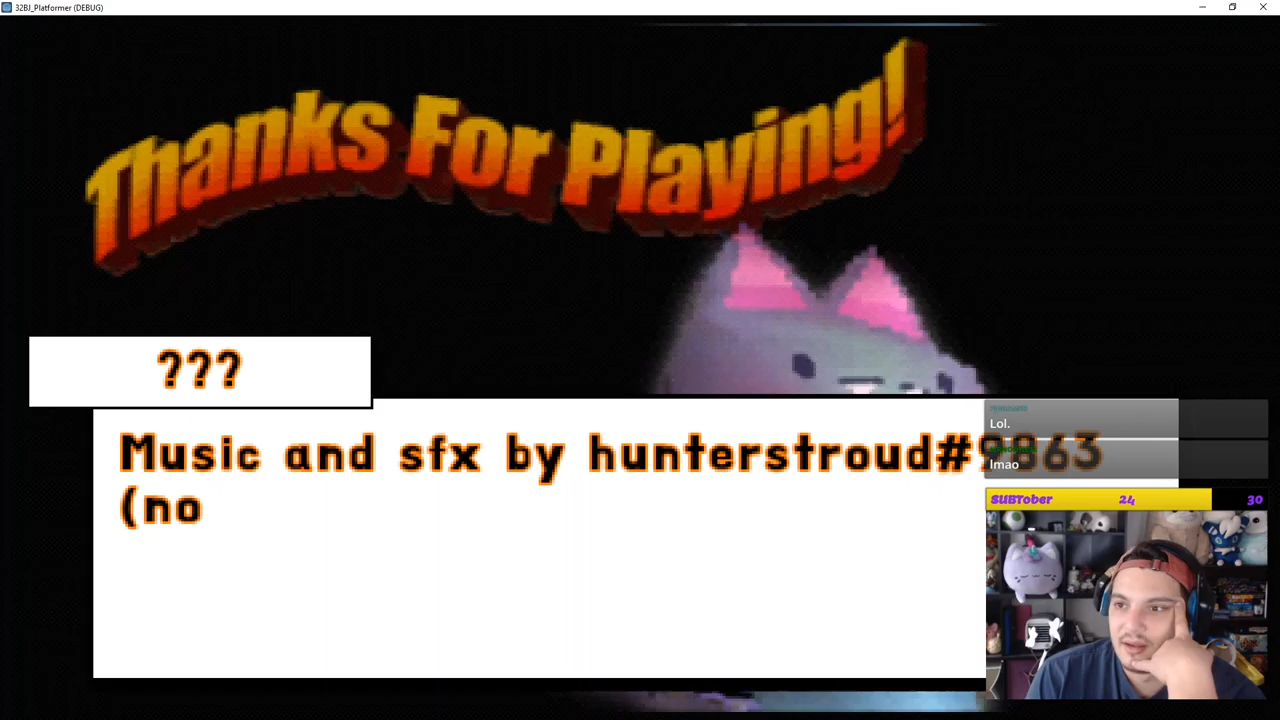 32BJ_Platformer (DEBUG)
Thanks For Playing!
???
Music and sfx by hunterstroud#9863
(no
Lol.
lmao
SUBTober 24 30